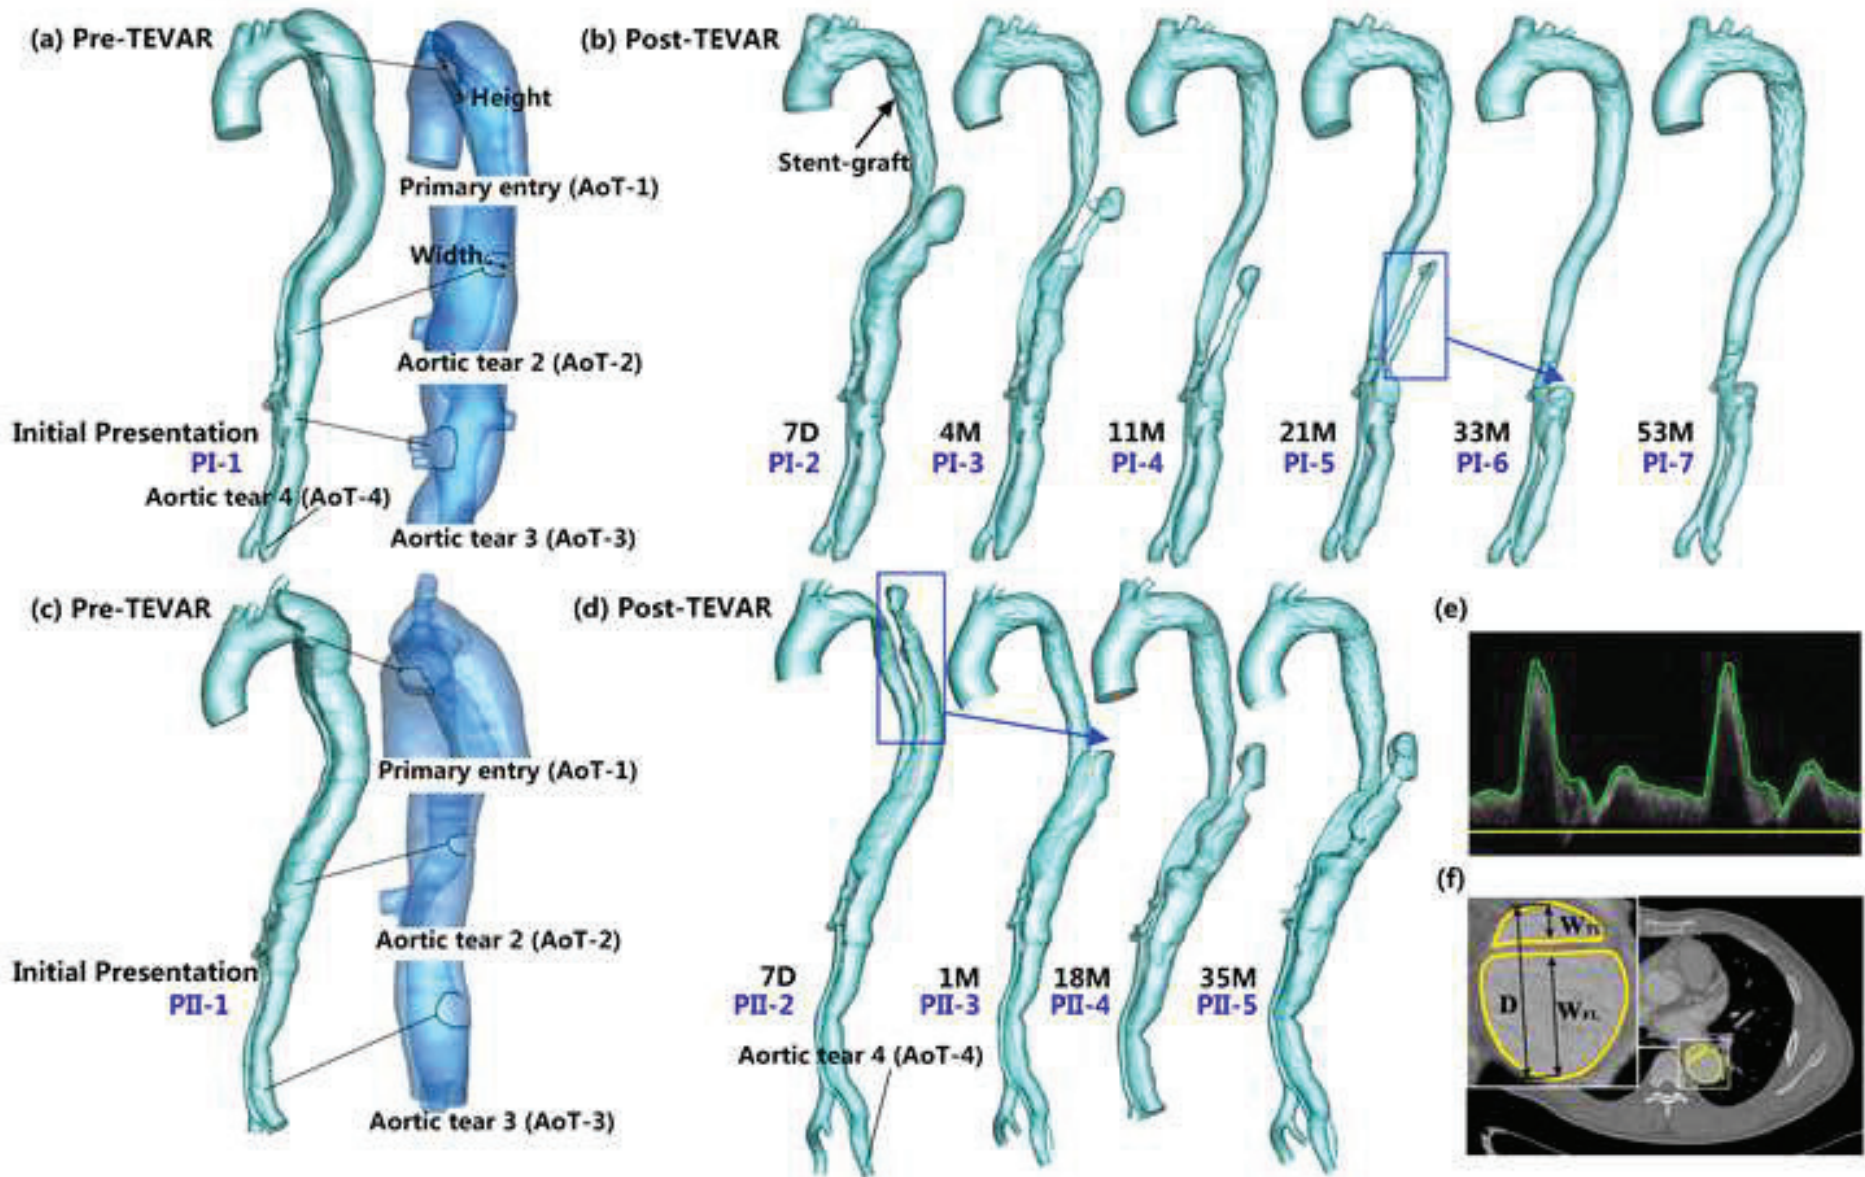 (a) Pre-TEVAR
Height
Primary entry (AoT-1)
Width
Aortic tear 2 (AoT-2)
Initial Presentation
PI-1
Aortic tear 4 (AoT-4)
Aortic tear 3 (AoT-3)
(b) Post-TEVAR
Stent-graft
7D
PI-2
4M
PI-3
11M
PI-4
21M
PI-5
33M
PI-6
53M
PI-7
(c) Pre-TEVAR
Primary entry (AoT-1)
Aortic tear 2 (AoT-2)
Initial Presentation
PII-1
Aortic tear 3 (AoT-3)
(d) Post-TEVAR
7D
PII-2
1M
PII-3
18M
PII-4
35M
PII-5
Aortic tear 4 (AoT-4)
(e)
(f)
W TL
D
W FL